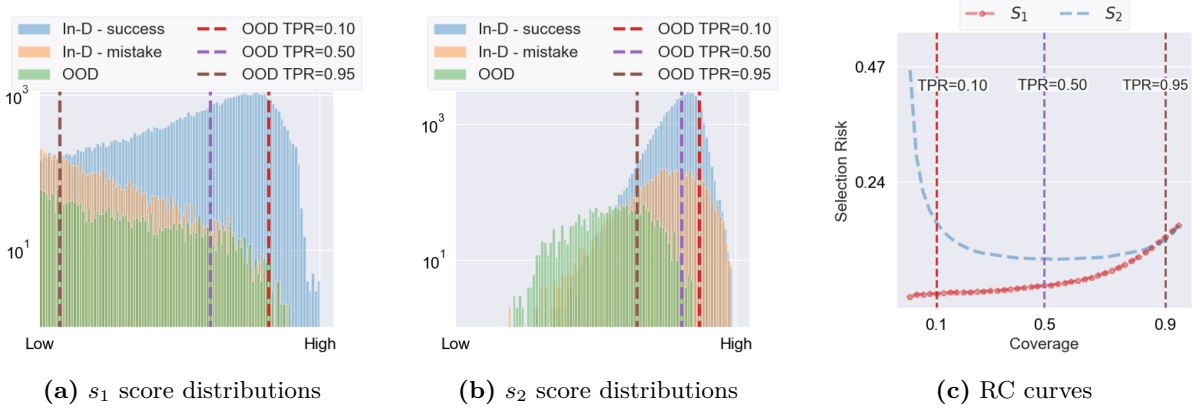 In-D - success
In-D - mistake
OOD
OOD TPR=0.10
OOD TPR=0.50
OOD TPR=0.95
10³
10¹
Low
High
(a) s₁ score distributions
In-D - success
In-D - mistake
OOD
OOD TPR=0.10
OOD TPR=0.50
OOD TPR=0.95
10³
10¹
Low
High
(b) s₂ score distributions
S₁
S₂
0.47
0.24
Selection Risk
TPR=0.10
TPR=0.50
TPR=0.95
0.1
0.5
0.9
Coverage
(c) RC curves